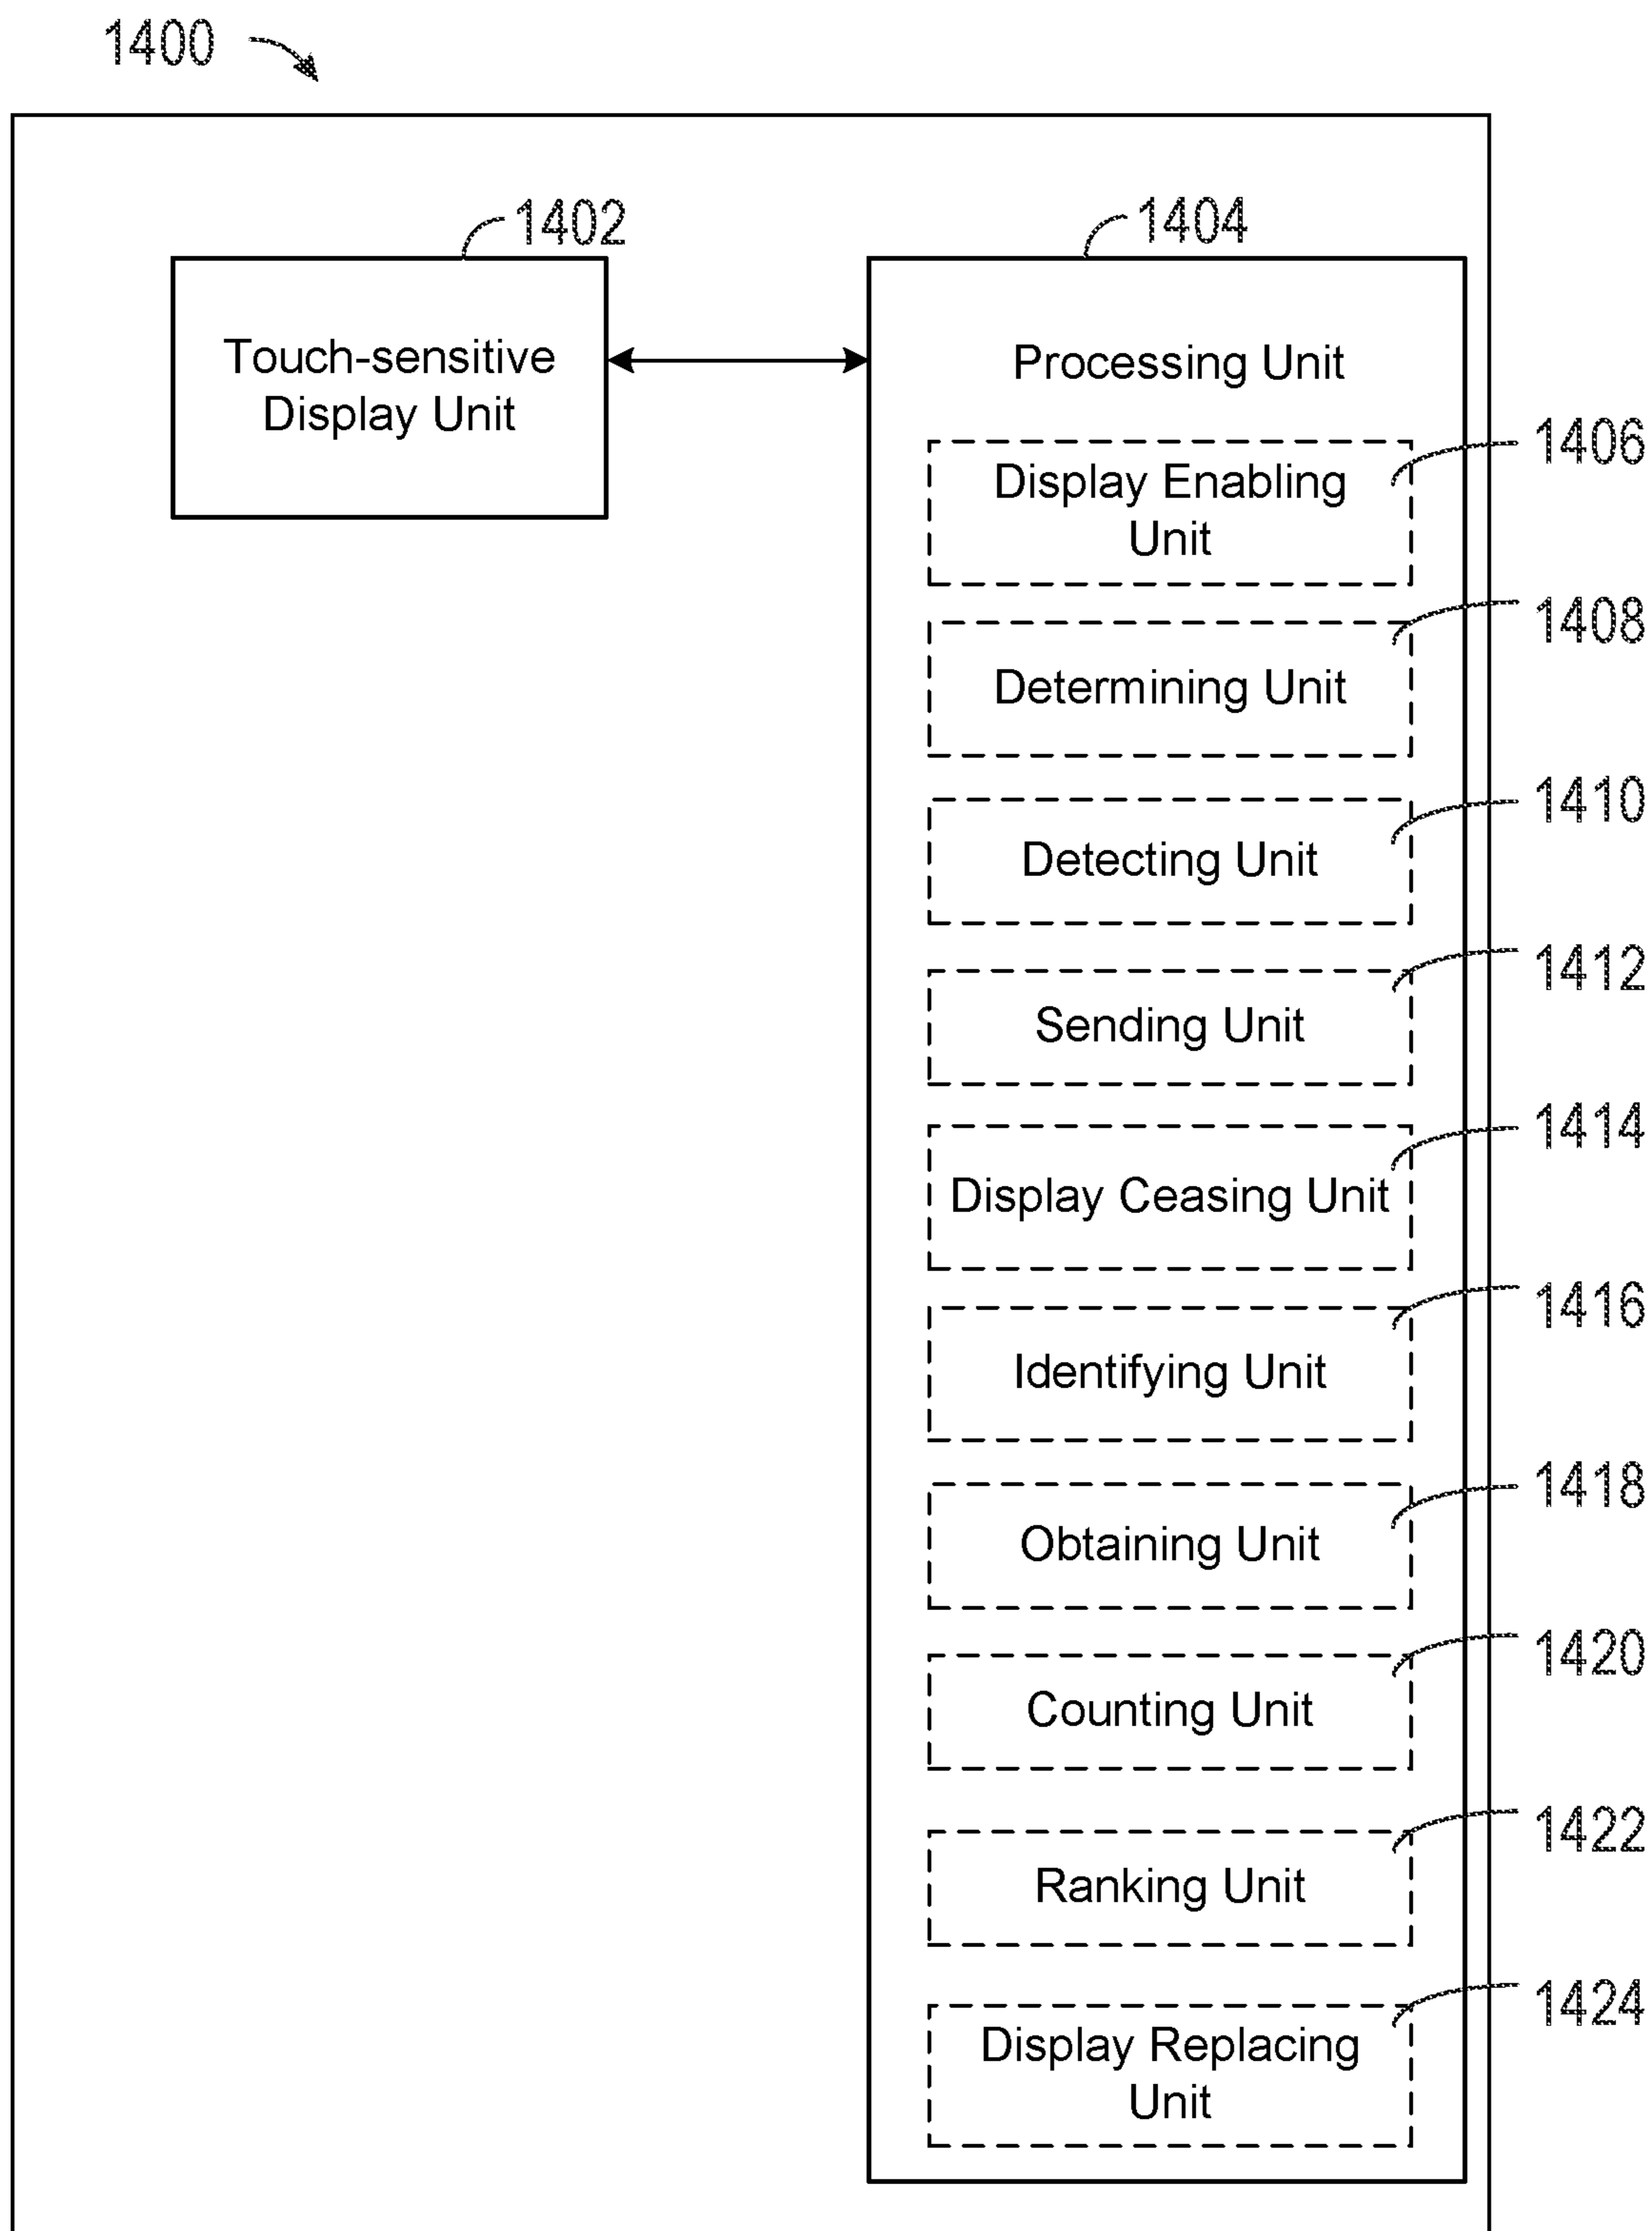 1400
1402
1404
Touch-sensitive
Display Unit
Processing Unit
1406
Display Enabling
Unit
1408
Determining Unit
1410
Detecting Unit
1412
Sending Unit
1414
Display Ceasing Unit
1416
Identifying Unit
1418
Obtaining Unit
1420
Counting Unit
1422
Ranking Unit
1424
Display Replacing
Unit